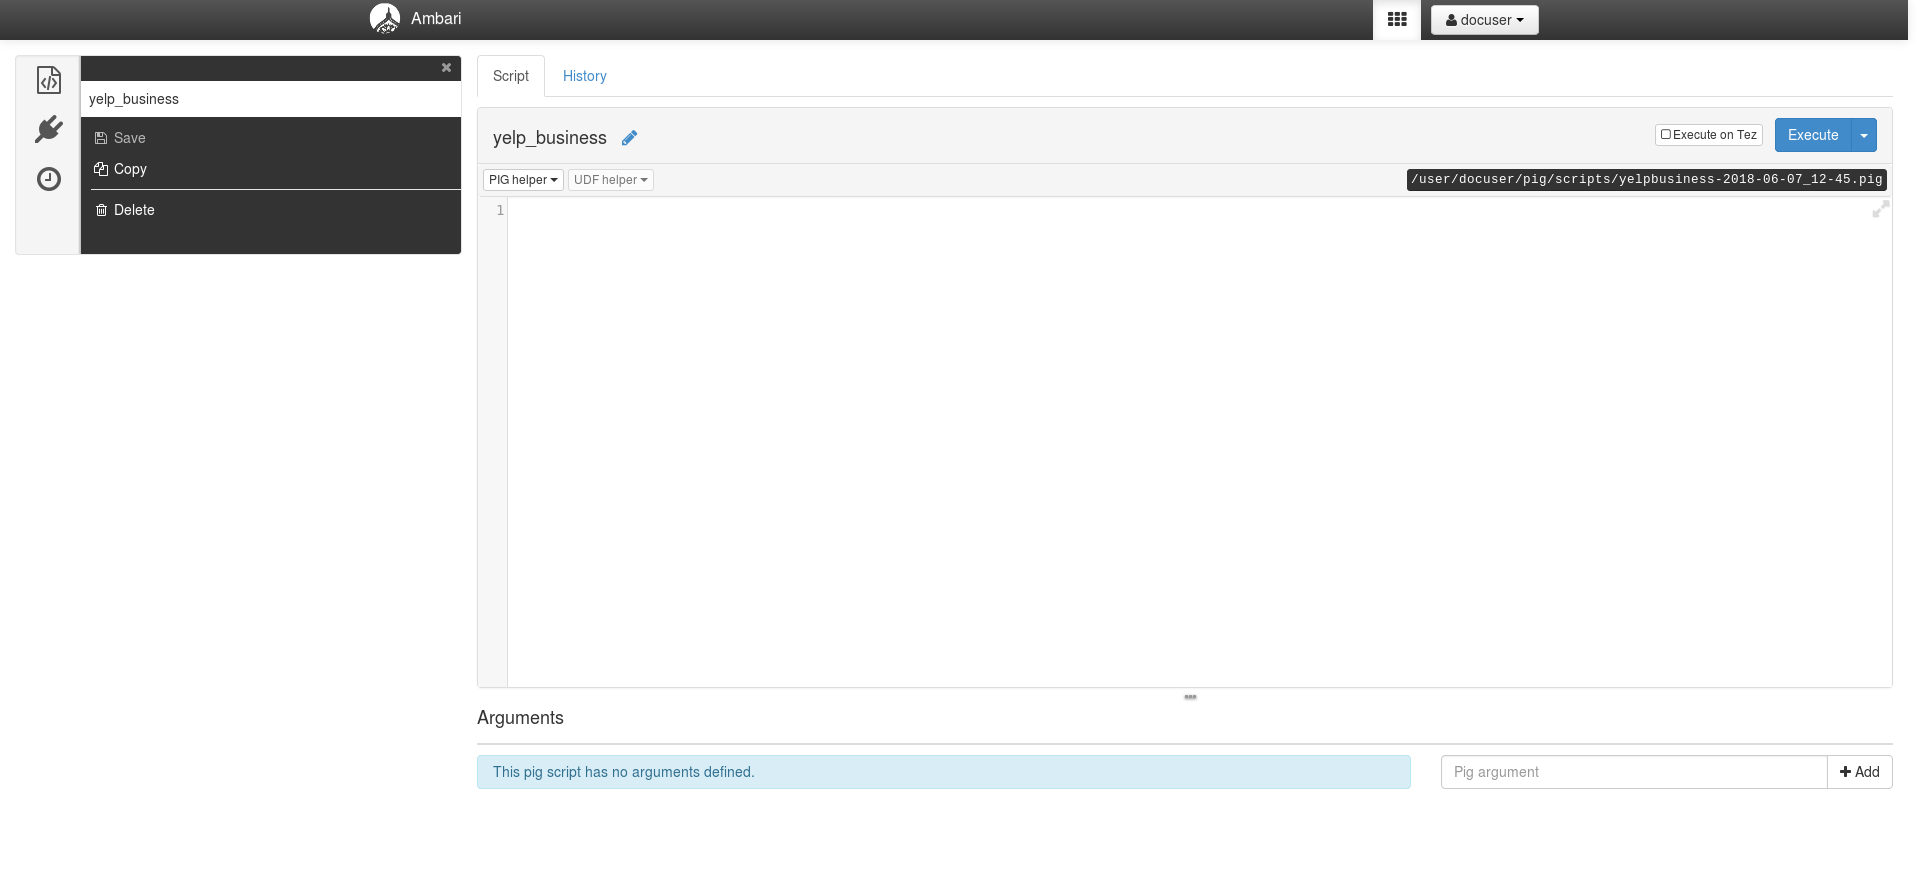 Ambari
docuser
yelp_business
Save
Copy
Delete
Script
History
yelp_business
Execute on Tez
Execute
PIG helper
UDF helper
/user/docuser/pig/scripts/yelpbusiness-2018-06-07_12-45.pig
1
Arguments
This pig script has no arguments defined.
Pig argument
Add